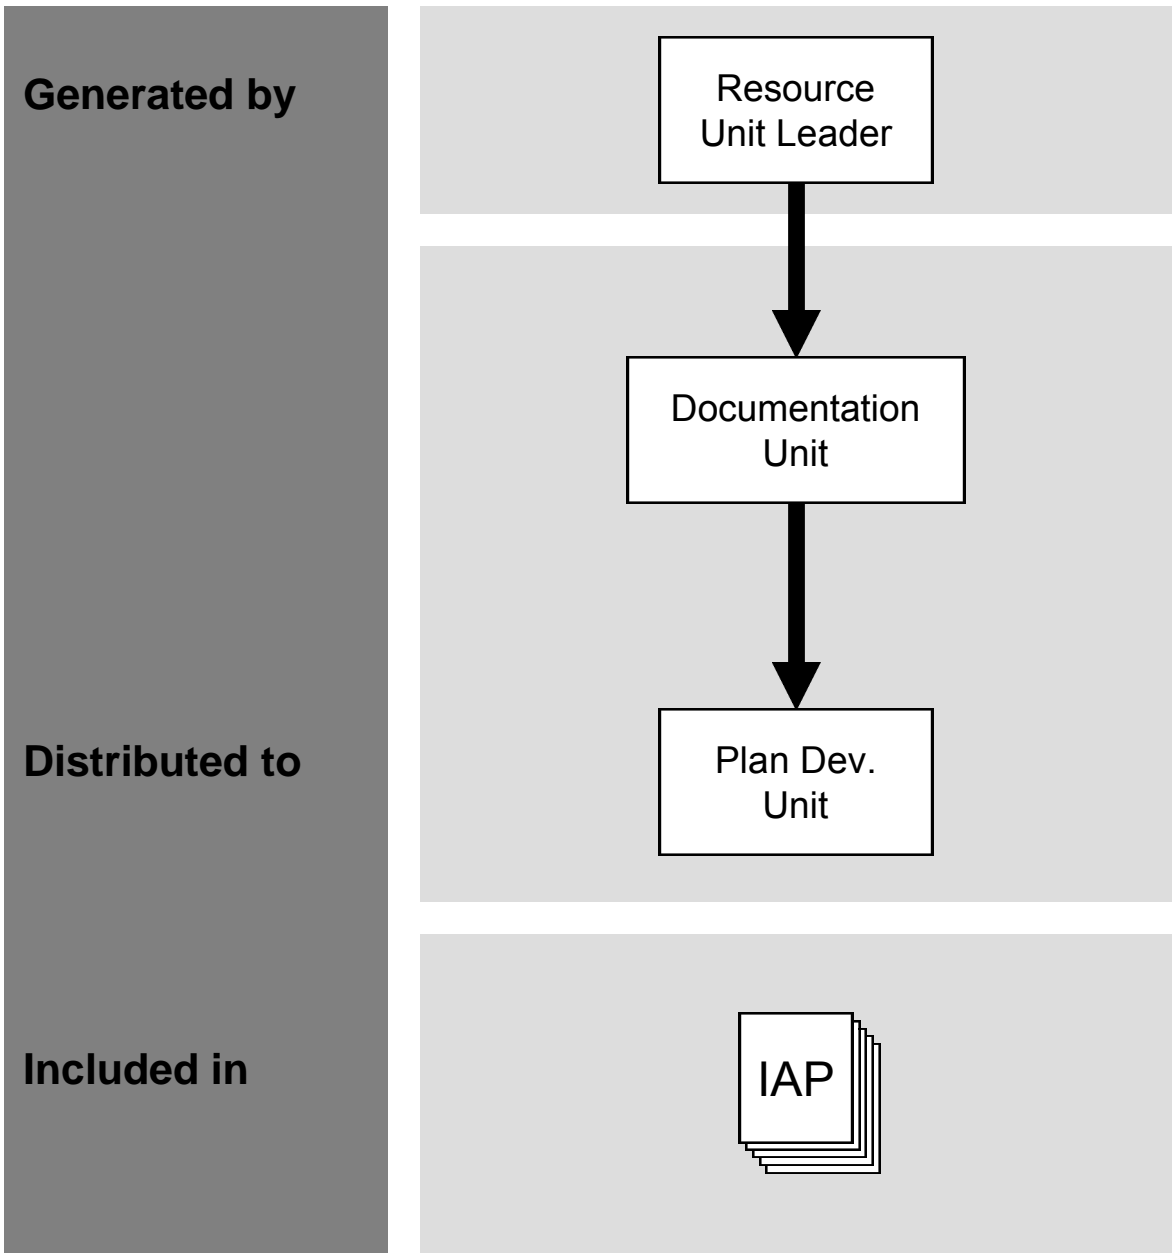 Generated by
Resource
Unit Leader
Documentation
Unit
Distributed to
Plan Dev.
Unit
Included in
IAP